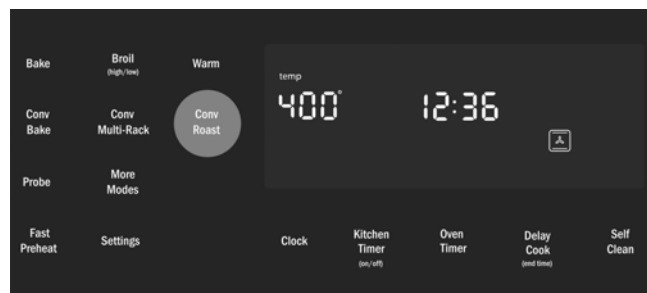 Bake
Broil
(high/low)
Warm
temp
400°
12:36
Conv
Bake
Conv
Multi-Rack
Conv
Roast
Probe
More
Modes
Fast
Preheat
Settings
Clock
Kitchen
Timer
(on/off)
Oven
Timer
Delay
Cook
(end time)
Self
Clean